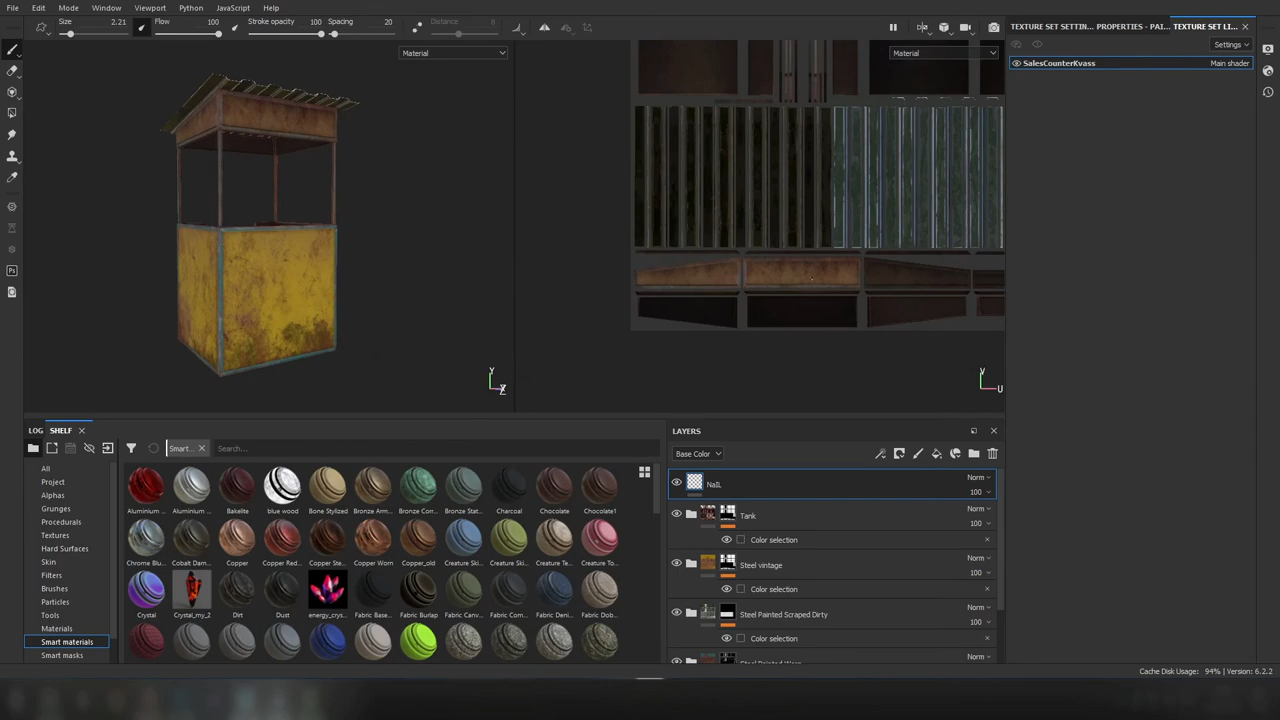 File Edit Mode Window Viewport Python JavaScript Help
Size 2.21 Flow 100 Stroke opacity 100 Spacing 20 Distance 8
TEXTURE SET SETTIN... PROPERTIES - PAI... TEXTURE SET LI...
Settings
SalesCounterKvass Main shader
Material
Material
Y
Z
V
U
LOG SHELF
Smart... Search...
All
Project
Alphas
Grunges
Procedurals
Textures
Hard Surfaces
Skin
Filters
Brushes
Particles
Tools
Materials
Smart materials
Smart masks
Aluminium ... Aluminium ... Bakelite blue wood Bone Stylized Bronze Arm... Bronze Corr... Bronze Stat... Charcoal Chocolate Chocolate1
Chrome Blu... Cobalt Dam... Copper Copper Red... Copper Ste... Copper Worn Copper_old Creature Ski... Creature Ski... Creature Te... Creature To...
Crystal Crystal_my_2 Dirt Dust energy_crys... Fabric Base... Fabric Burlap Fabric Canv... Fabric Com... Fabric Deni... Fabric Dob...
LAYERS
Base Color
NaIL Norm 100
Tank Norm 100
Color selection
Steel vintage Norm 100
Color selection
Steel Painted Scraped Dirty Norm 100
Color selection
Norm
Cache Disk Usage: 94% | Version: 6.2.2